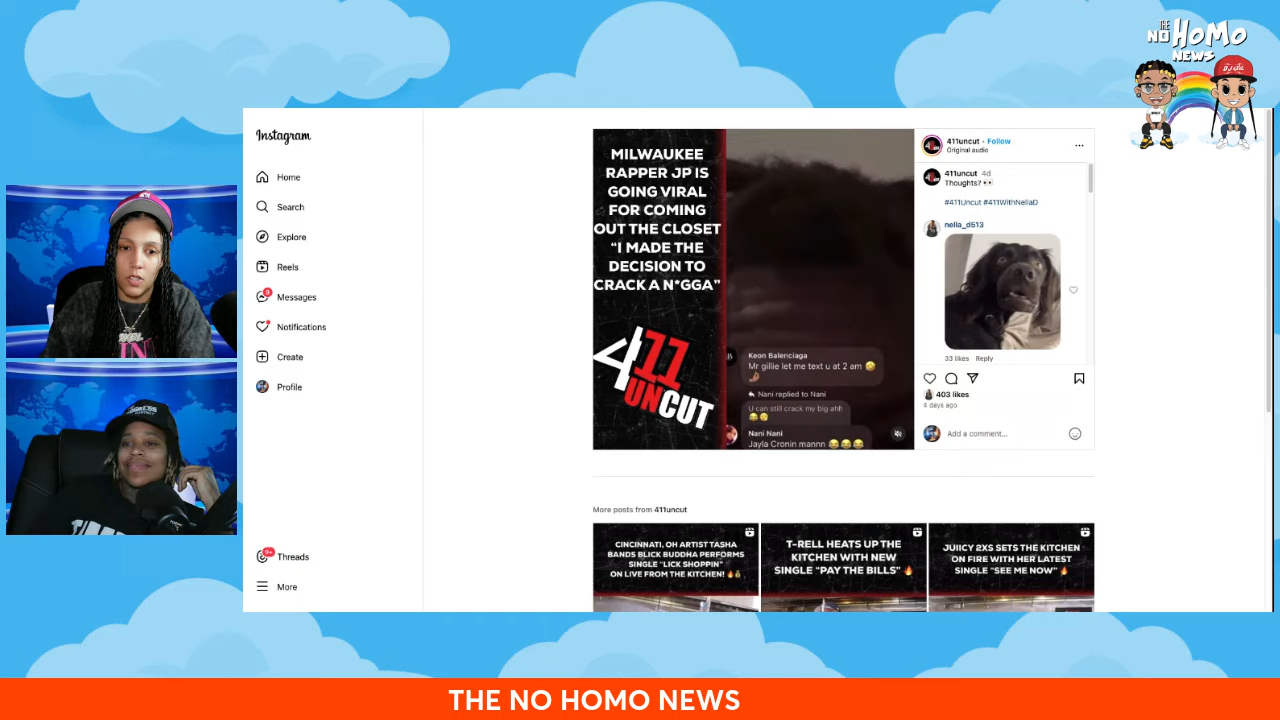 THE
NO HOMO
NEWS
Instagram
Home
Search
Explore
Reels
3
Messages
Notifications
Create
Profile
9+
Threads
More
MILWAUKEE
RAPPER JP IS
GOING VIRAL
FOR COMING
OUT THE CLOSET
“I MADE THE
DECISION TO
CRACK A N*GGA”
411
UNCUT
Keon Balenciaga
Mr gillie let me text u at 2 am 🤣
🤌🏽
Nani replied to Nani
U can still crack my big ahh
😂😘
Nani Nani
Jayla Cronin mannn 😂😂😂
411uncut • Follow
Original audio
411uncut 4d
Thoughts? 👀
#411Uncut #411WithNellaD
nella_d513
33 likes Reply
403 likes
4 days ago
Add a comment...
More posts from 411uncut
CINCINNATI, OH ARTIST TASHA
BANDS BLICK BUDDHA PERFORMS
SINGLE “LICK SHOPPIN”
ON LIVE FROM THE KITCHEN! 🔥💰
T-RELL HEATS UP THE
KITCHEN WITH NEW
SINGLE “PAY THE BILLS” 🔥
JUIICY 2XS SETS THE KITCHEN
ON FIRE WITH HER LATEST
SINGLE “SEE ME NOW” 🔥
THE NO HOMO NEWS